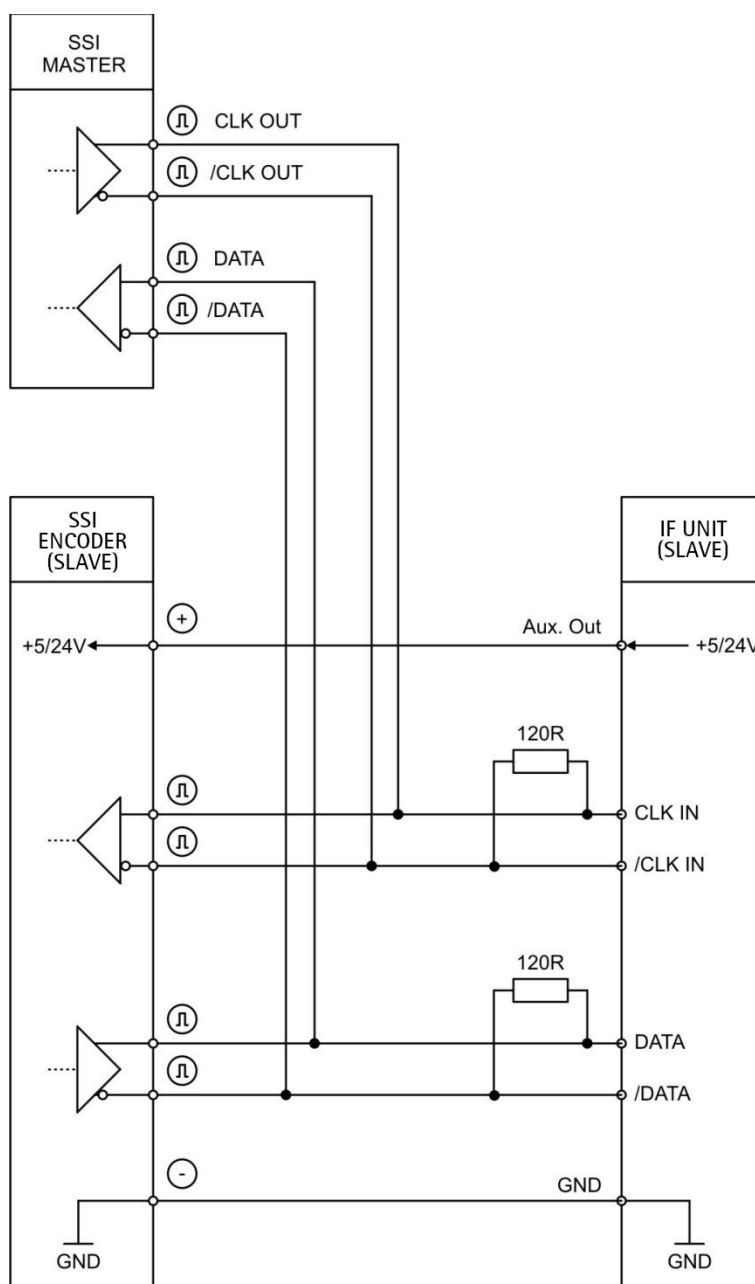 SSI
MASTER
CLK OUT
/CLK OUT
DATA
/DATA
SSI
ENCODER
(SLAVE)
IF UNIT
(SLAVE)
+
Aux. Out
+5/24V
+5/24V
120R
CLK IN
/CLK IN
120R
DATA
/DATA
-
GND
GND
GND